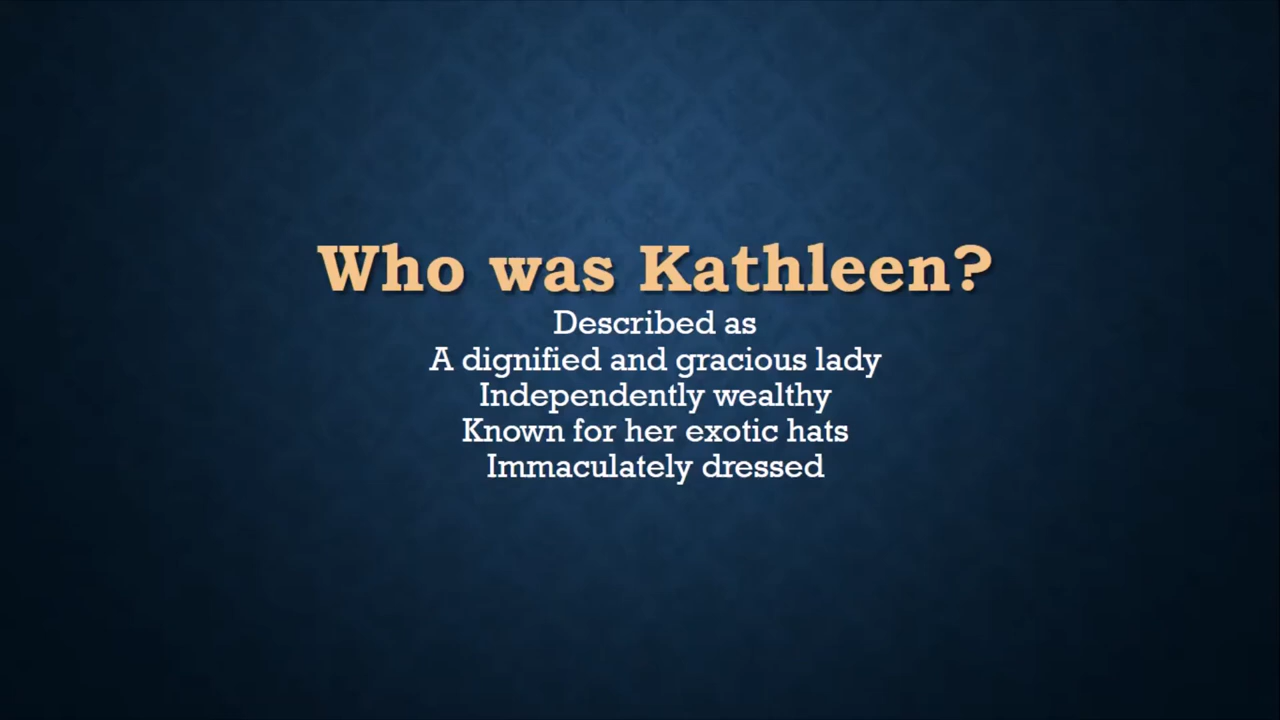 Who was Kathleen?
Described as
A dignified and gracious lady
Independently wealthy
Known for her exotic hats
Immaculately dressed